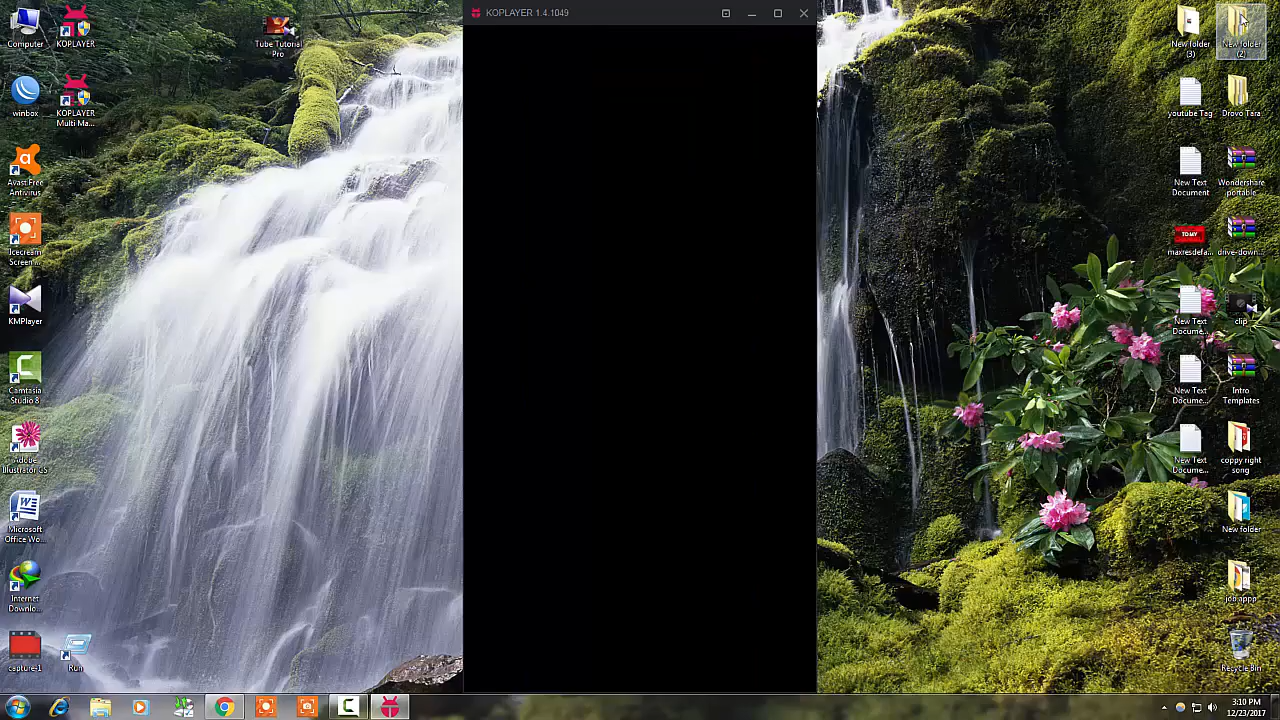 KOPLAYER 1.4.1049
Computer
KOPLAYER
Tube Tutorial
Pro
New folder
(3)
New folder
(2)
winbox
KOPLAYER
Multi Ma...
youtube Tag
Drovo Tara
Avast Free
Antivirus
New Text
Document
Wondershare
portable
Icecream
Screen ...
TOMY
maxresdefa...
drive-down...
KMPlayer
New Text
Docume...
clip
Camtasia
Studio 8
New Text
Docume...
Intro
Templates
Adobe
Illustrator CS
New Text
Docume...
coppy right
song
Microsoft
Office Wo...
New folder
Internet
Downlo...
job appp
capture-1
Run
Recycle Bin
3:10 PM
12/23/2017